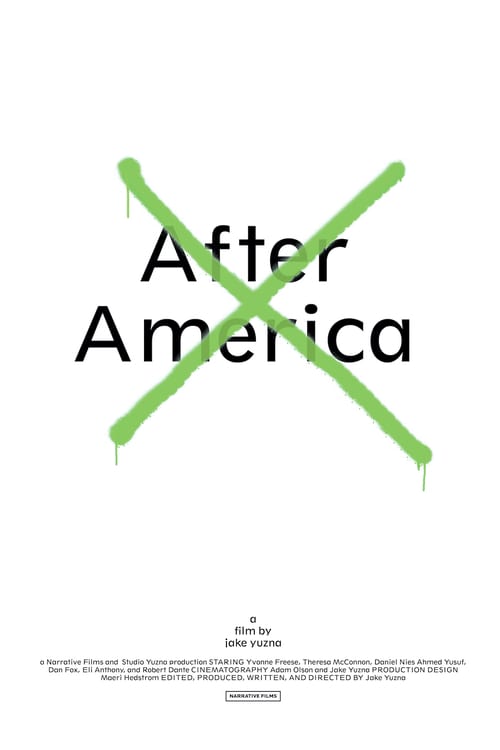 After
America
a
film by
jake yuzna
a Narrative Films and Studio Yuzna production STARING Yvonne Freese, Theresa McConnon, Daniel Nies Ahmed Yusuf,
Dan Fox, Eli Anthony, and Robert Dante CINEMATOGRAPHY Adam Olson and Jake Yuzna PRODUCTION DESIGN
Maeri Hedstrom EDITED, PRODUCED, WRITTEN, AND DIRECTED BY Jake Yuzna
NARRATIVE FILMS